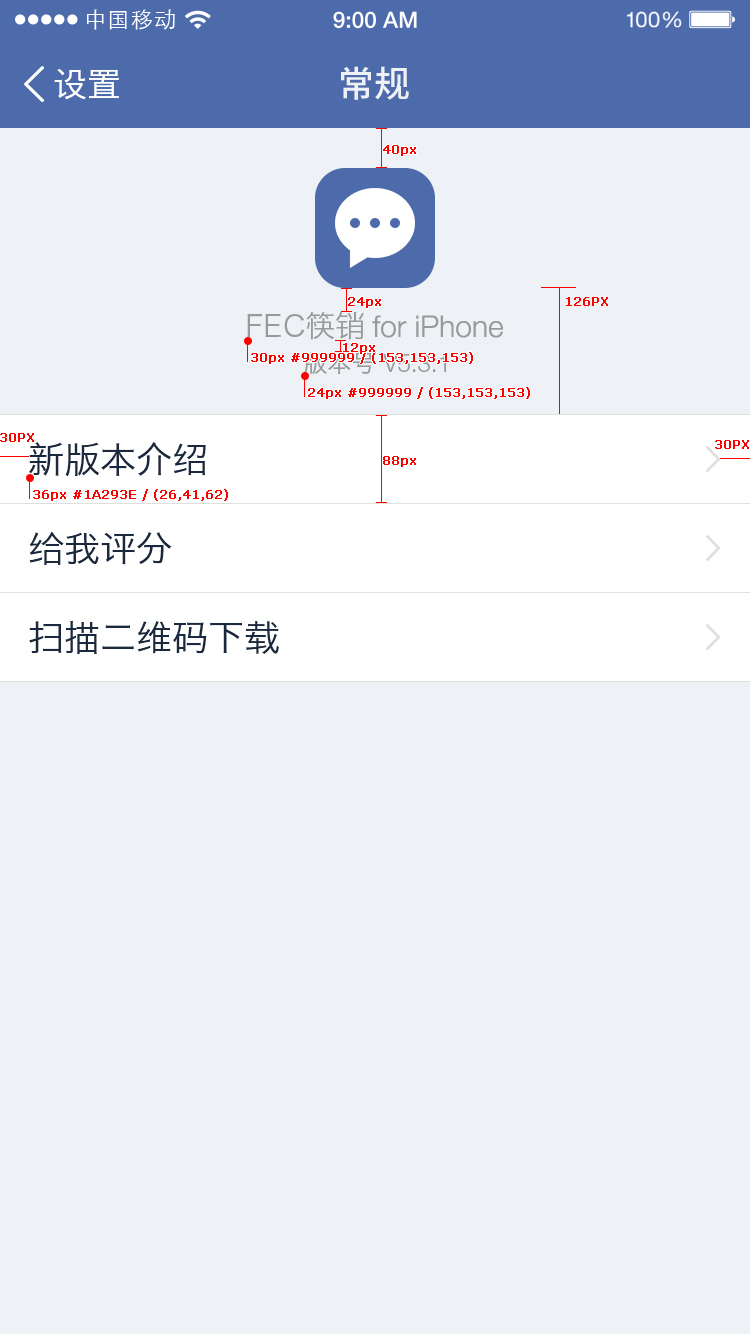 中国移动 9:00 AM 100%
设置 常规
40px
24px
126PX
FEC筷销 for iPhone
12px
30px #999999 / (153,153,153)
版本号 V5.3.1
24px #999999 / (153,153,153)
30PX
30PX
新版本介绍
88px
36px #1A293E / (26,41,62)
给我评分
扫描二维码下载